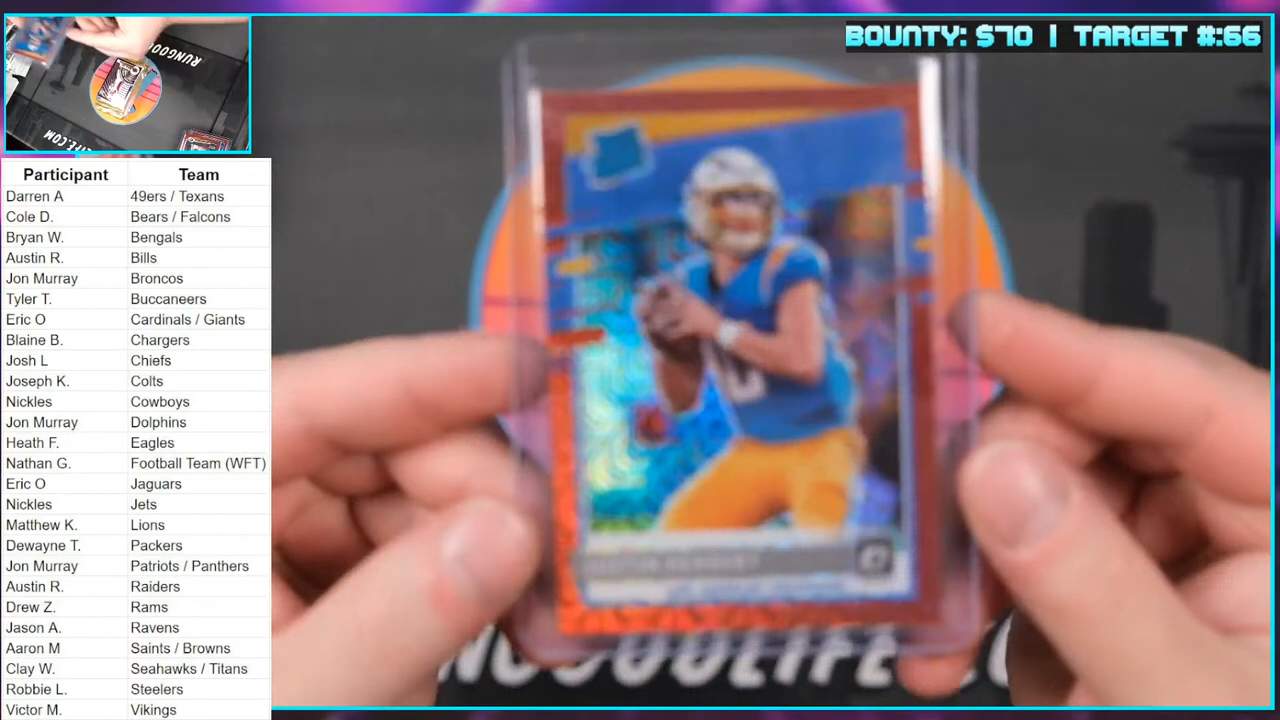 BOUNTY: $70 | TARGET #:66
RUNGOOD
LIFE.COM
Participant Team
Darren A 49ers / Texans
Cole D. Bears / Falcons
Bryan W. Bengals
Austin R. Bills
Jon Murray Broncos
Tyler T. Buccaneers
Eric O Cardinals / Giants
Blaine B. Chargers
Josh L Chiefs
Joseph K. Colts
Nickles Cowboys
Jon Murray Dolphins
Heath F. Eagles
Nathan G. Football Team (WFT)
Eric O Jaguars
Nickles Jets
Matthew K. Lions
Dewayne T. Packers
Jon Murray Patriots / Panthers
Austin R. Raiders
Drew Z. Rams
Jason A. Ravens
Aaron M Saints / Browns
Clay W. Seahawks / Titans
Robbie L. Steelers
Victor M. Vikings